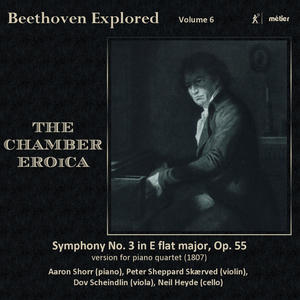 Beethoven Explored
Volume 6
métier
THE
CHAMBER
EROiCA
Symphony No. 3 in E flat major, Op. 55
version for piano quartet (1807)
Aaron Shorr (piano), Peter Sheppard Skærved (violin),
Dov Scheindlin (viola), Neil Heyde (cello)